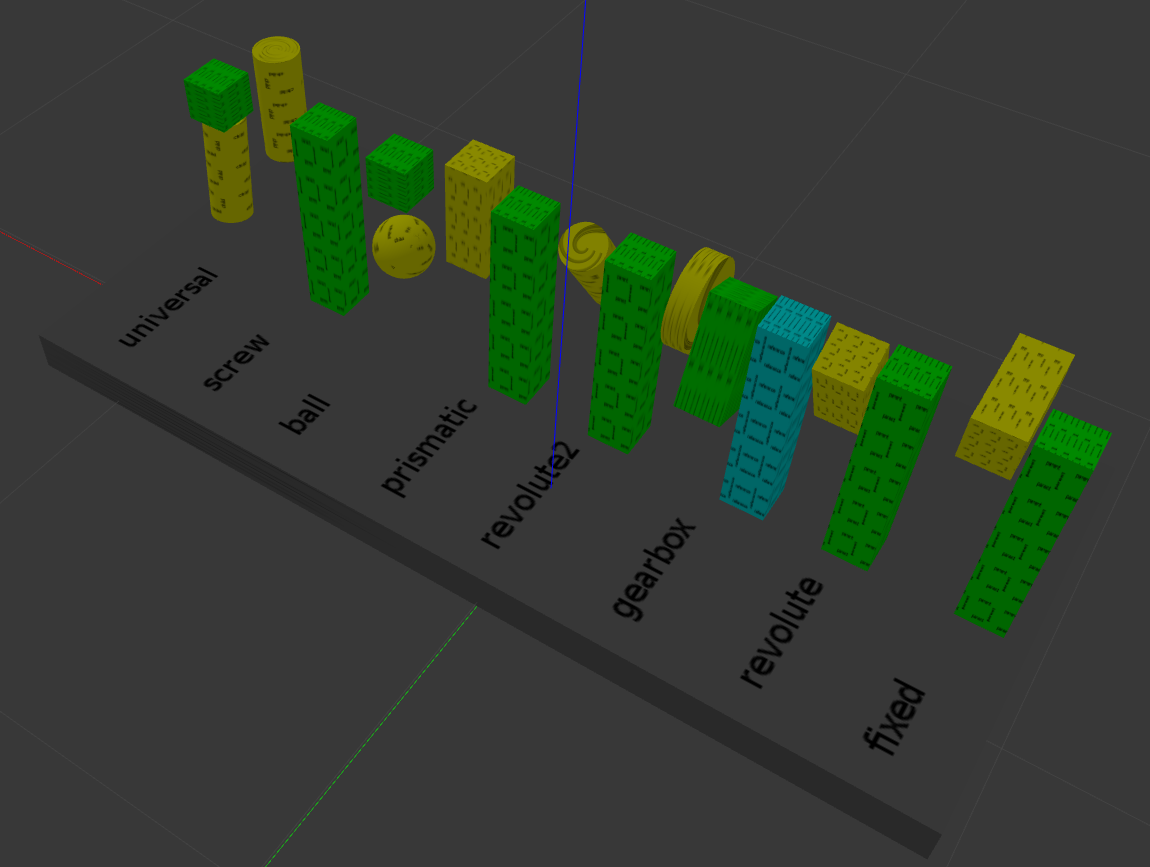 universal
screw
ball
prismatic
revolute2
gearbox
revolute
fixed